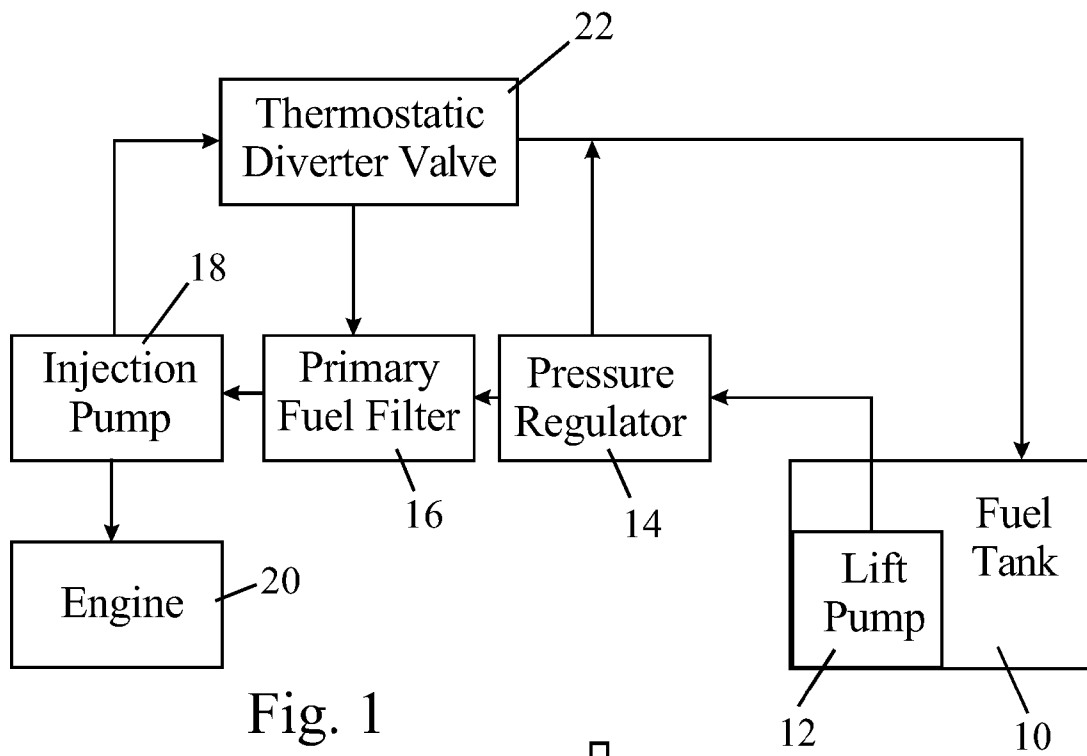 22
Thermostatic
Diverter Valve
18
Injection
Pump
Primary
Fuel Filter
Pressure
Regulator
16
14
Fuel
Tank
Engine
20
Lift
Pump
Fig. 1
12
10